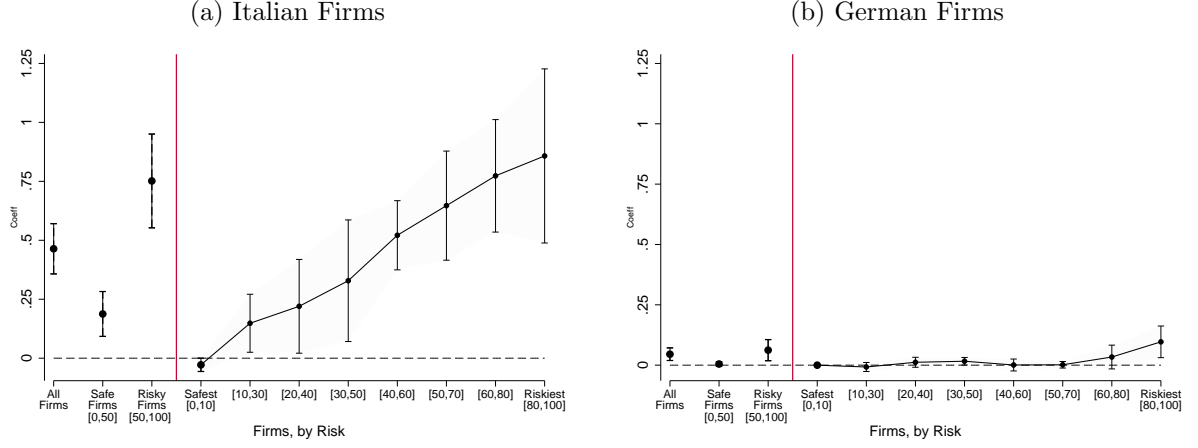 (a) Italian Firms
1.25
1
.75
.5
.25
0
Coeff
All
Firms
Safe
Firms
[0,50]
Risky
Firms
[50,100]
Safest
[0,10]
[10,30]
[20,40]
[30,50]
[40,60]
[50,70]
[60,80]
Riskiest
[80,100]
Firms, by Risk
(b) German Firms
1.25
1
.75
.5
.25
0
Coeff
All
Firms
Safe
Firms
[0,50]
Risky
Firms
[50,100]
Safest
[0,10]
[10,30]
[20,40]
[30,50]
[40,60]
[50,70]
[60,80]
Riskiest
[80,100]
Firms, by Risk